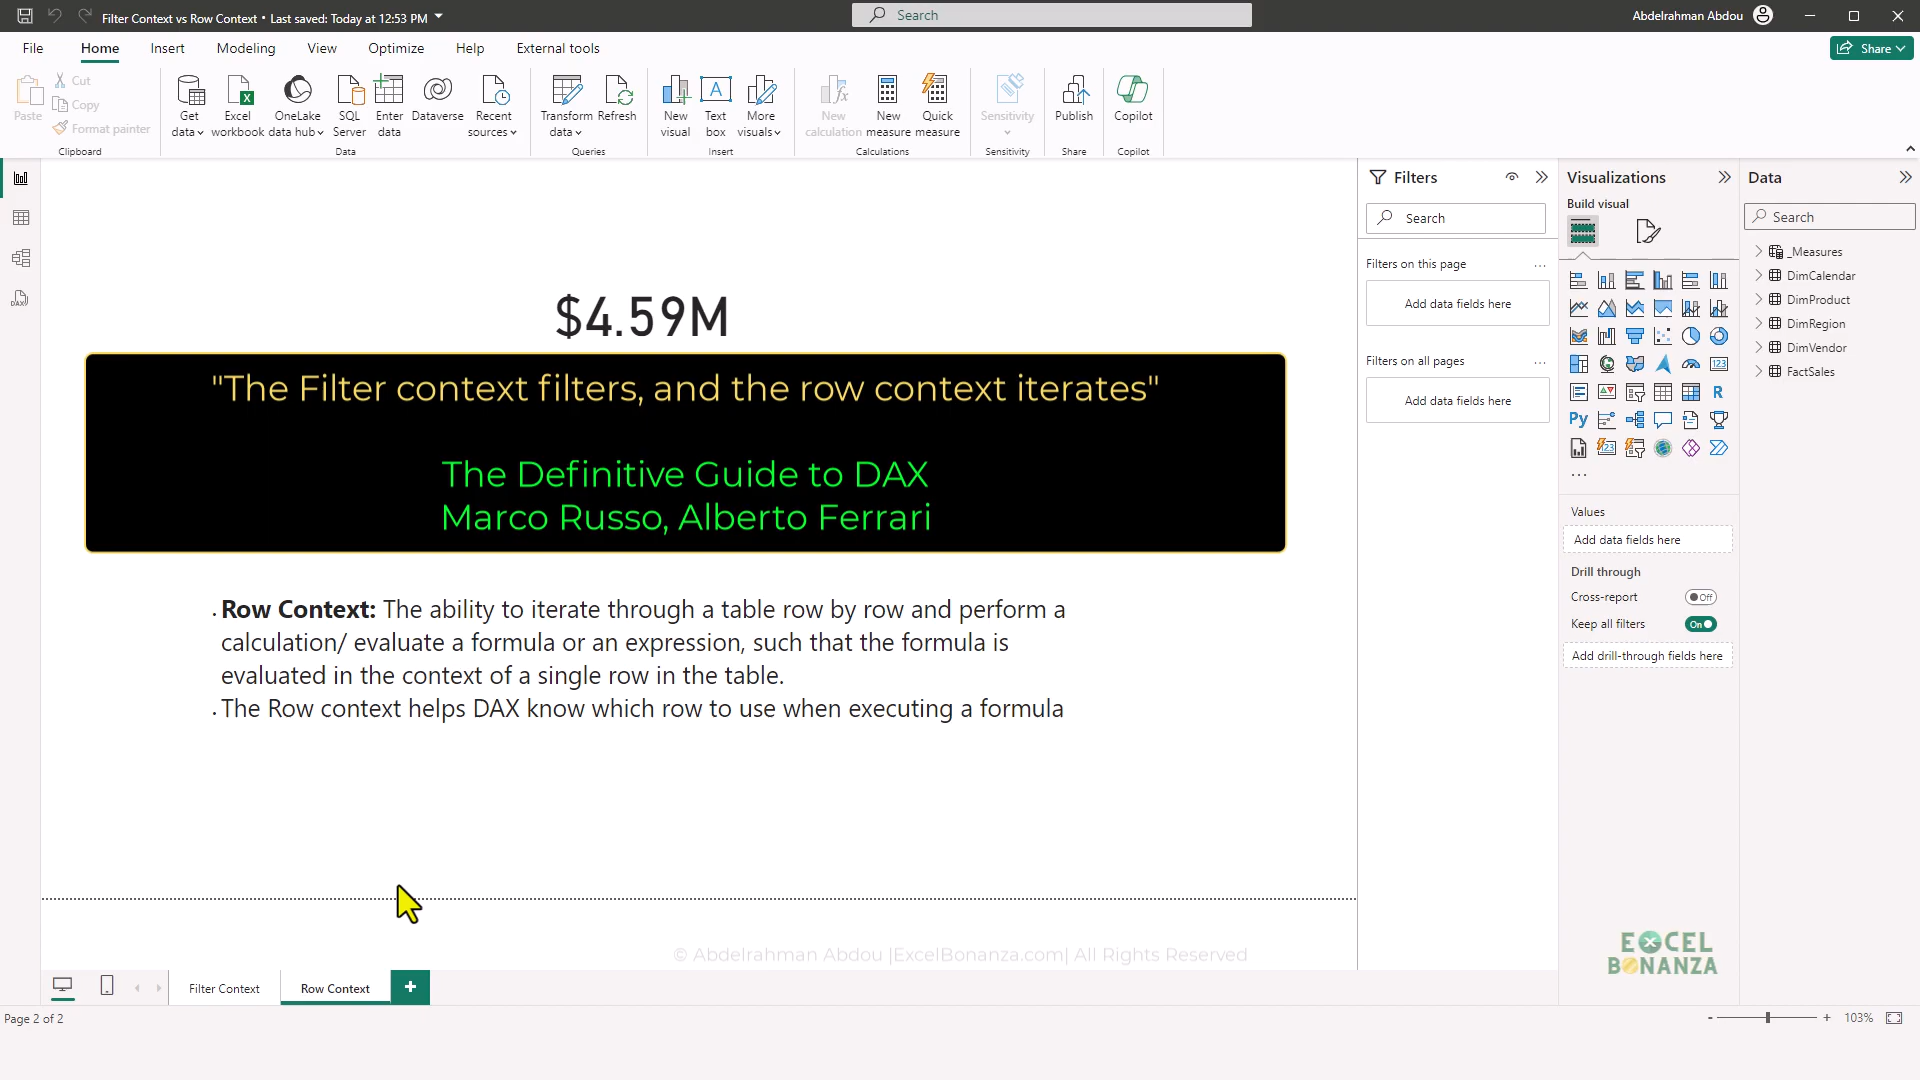 Filter Context vs Row Context • Last saved: Today at 12:53 PM
Search
Abdelrahman Abdou
File
Home
Insert
Modeling
View
Optimize
Help
External tools
Share
Paste
Cut
Copy
Format painter
Clipboard
Get data
Excel workbook
OneLake data hub
SQL Server
Enter data
Dataverse
Recent sources
Data
Transform data
Refresh
Queries
New visual
Text box
More visuals
Insert
New calculation
New measure
Quick measure
Calculations
Sensitivity
Sensitivity
Publish
Share
Copilot
Copilot
$4.59M
"The Filter context filters, and the row context iterates"
The Definitive Guide to DAX
Marco Russo, Alberto Ferrari
. Row Context: The ability to iterate through a table row by row and perform a
calculation/ evaluate a formula or an expression, such that the formula is
evaluated in the context of a single row in the table.
. The Row context helps DAX know which row to use when executing a formula
© Abdelrahman Abdou |ExcelBonanza.com| All Rights Reserved
Filters
Search
Filters on this page
...
Add data fields here
Filters on all pages
...
Add data fields here
Visualizations
Build visual
123
R
Py
...
Values
Add data fields here
Drill through
Cross-report
Off
Keep all filters
On
Add drill-through fields here
EXCEL
BONANZA
Data
Search
_Measures
DimCalendar
DimProduct
DimRegion
DimVendor
FactSales
DAX
Filter Context
Row Context
+
Page 2 of 2
- + 103%